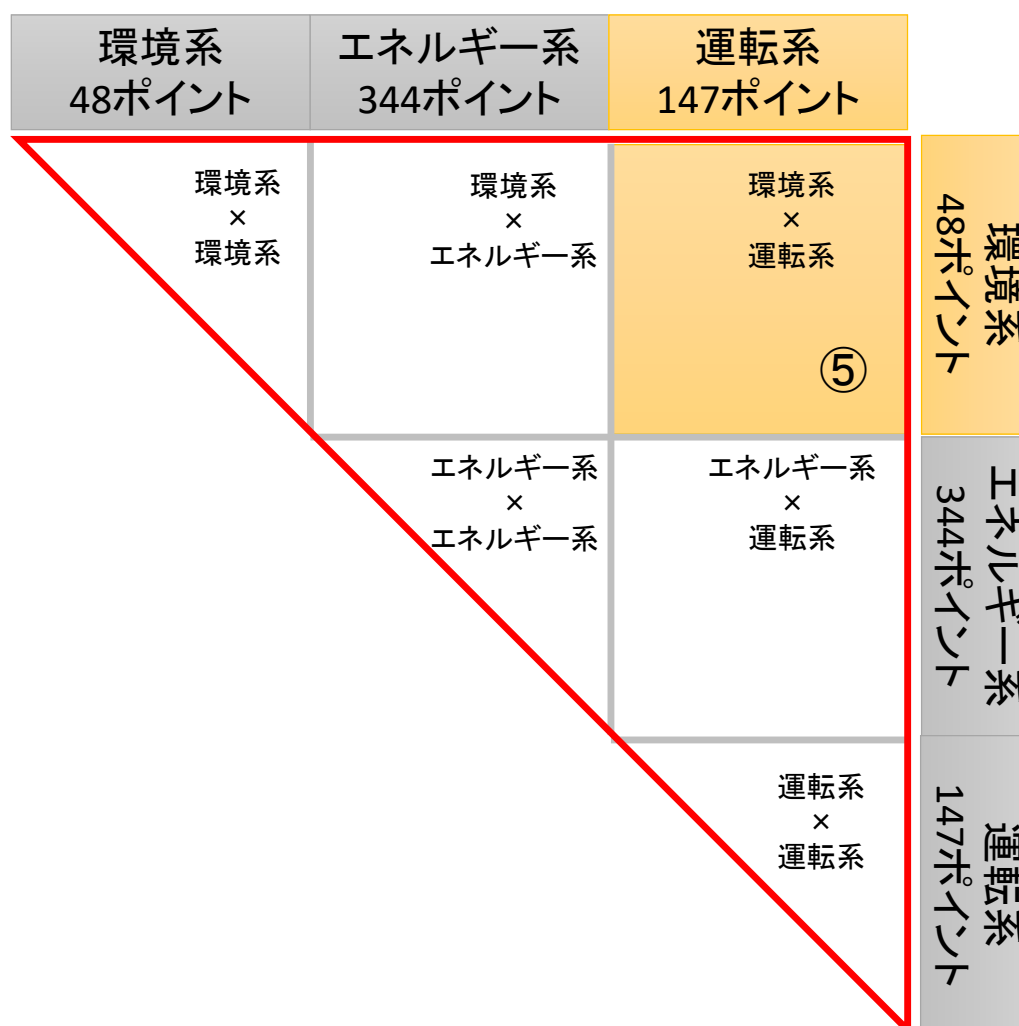 環境系
48ポイント
エネルギー系
344ポイント
運転系
147ポイント
環境系
×
環境系
環境系
×
エネルギー系
環境系
×
運転系
⑤
エネルギー系
×
エネルギー系
エネルギー系
×
運転系
運転系
×
運転系
環境系
48ポイント
エネルギー系
344ポイント
運転系
147ポイント